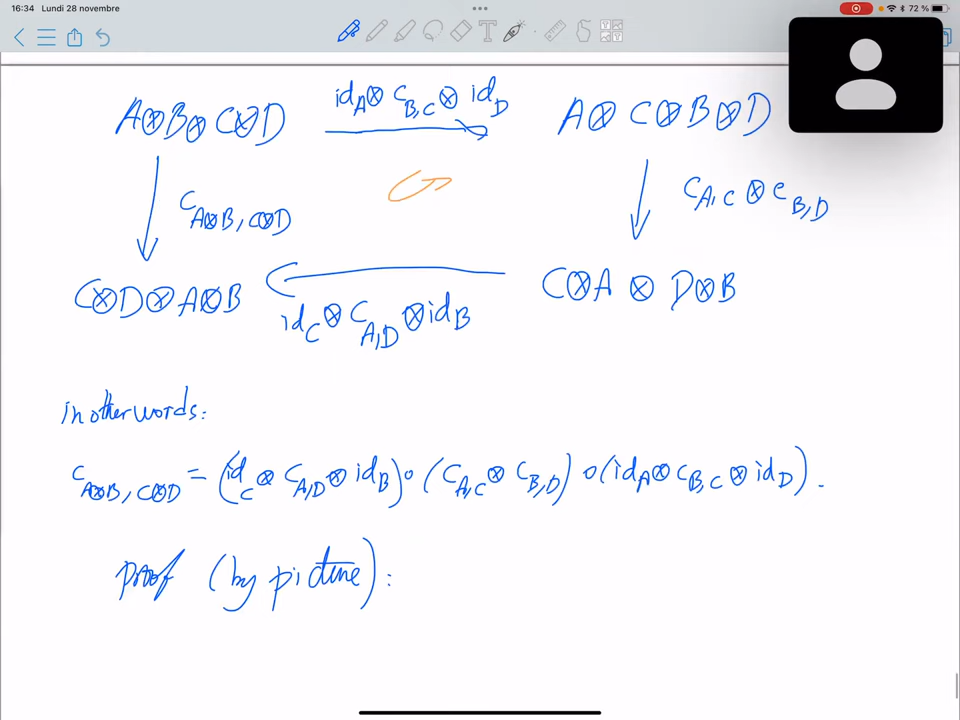 16:34 Lundi 28 novembre
72 %
A⊗B⊗C⊗D id_A⊗ c_{B,C}⊗ id_D A⊗ C⊗B⊗D
c_{A⊗B, C⊗D} c_{A,C} ⊗ c_{B,D}
C⊗D⊗A⊗B id_C ⊗ c_{A,D} ⊗id_B C⊗A ⊗ D⊗B
in other words:
c_{A⊗B, C⊗D} = (id_C ⊗ c_{A,D} ⊗ id_B) ∘ (c_{A,C} ⊗ c_{B,D}) ∘ (id_A⊗ c_{B,C} ⊗ id_D).
proof (by picture):